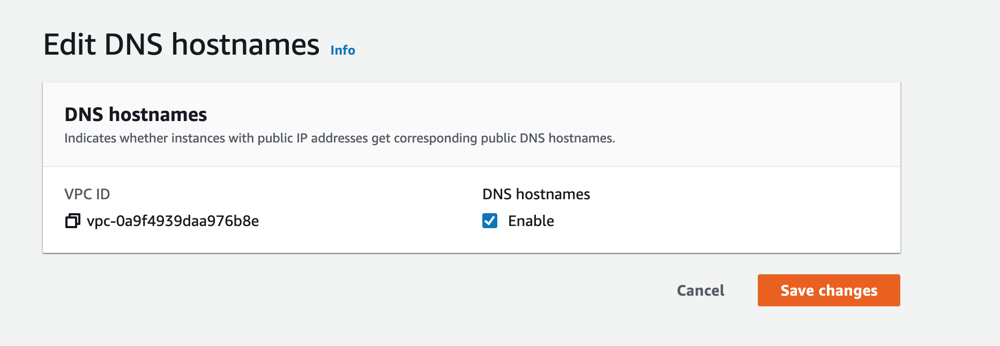 Edit DNS hostnames Info
DNS hostnames
Indicates whether instances with public IP addresses get corresponding public DNS hostnames.
VPC ID
vpc-0a9f4939daa976b8e
DNS hostnames
Enable
Cancel
Save changes